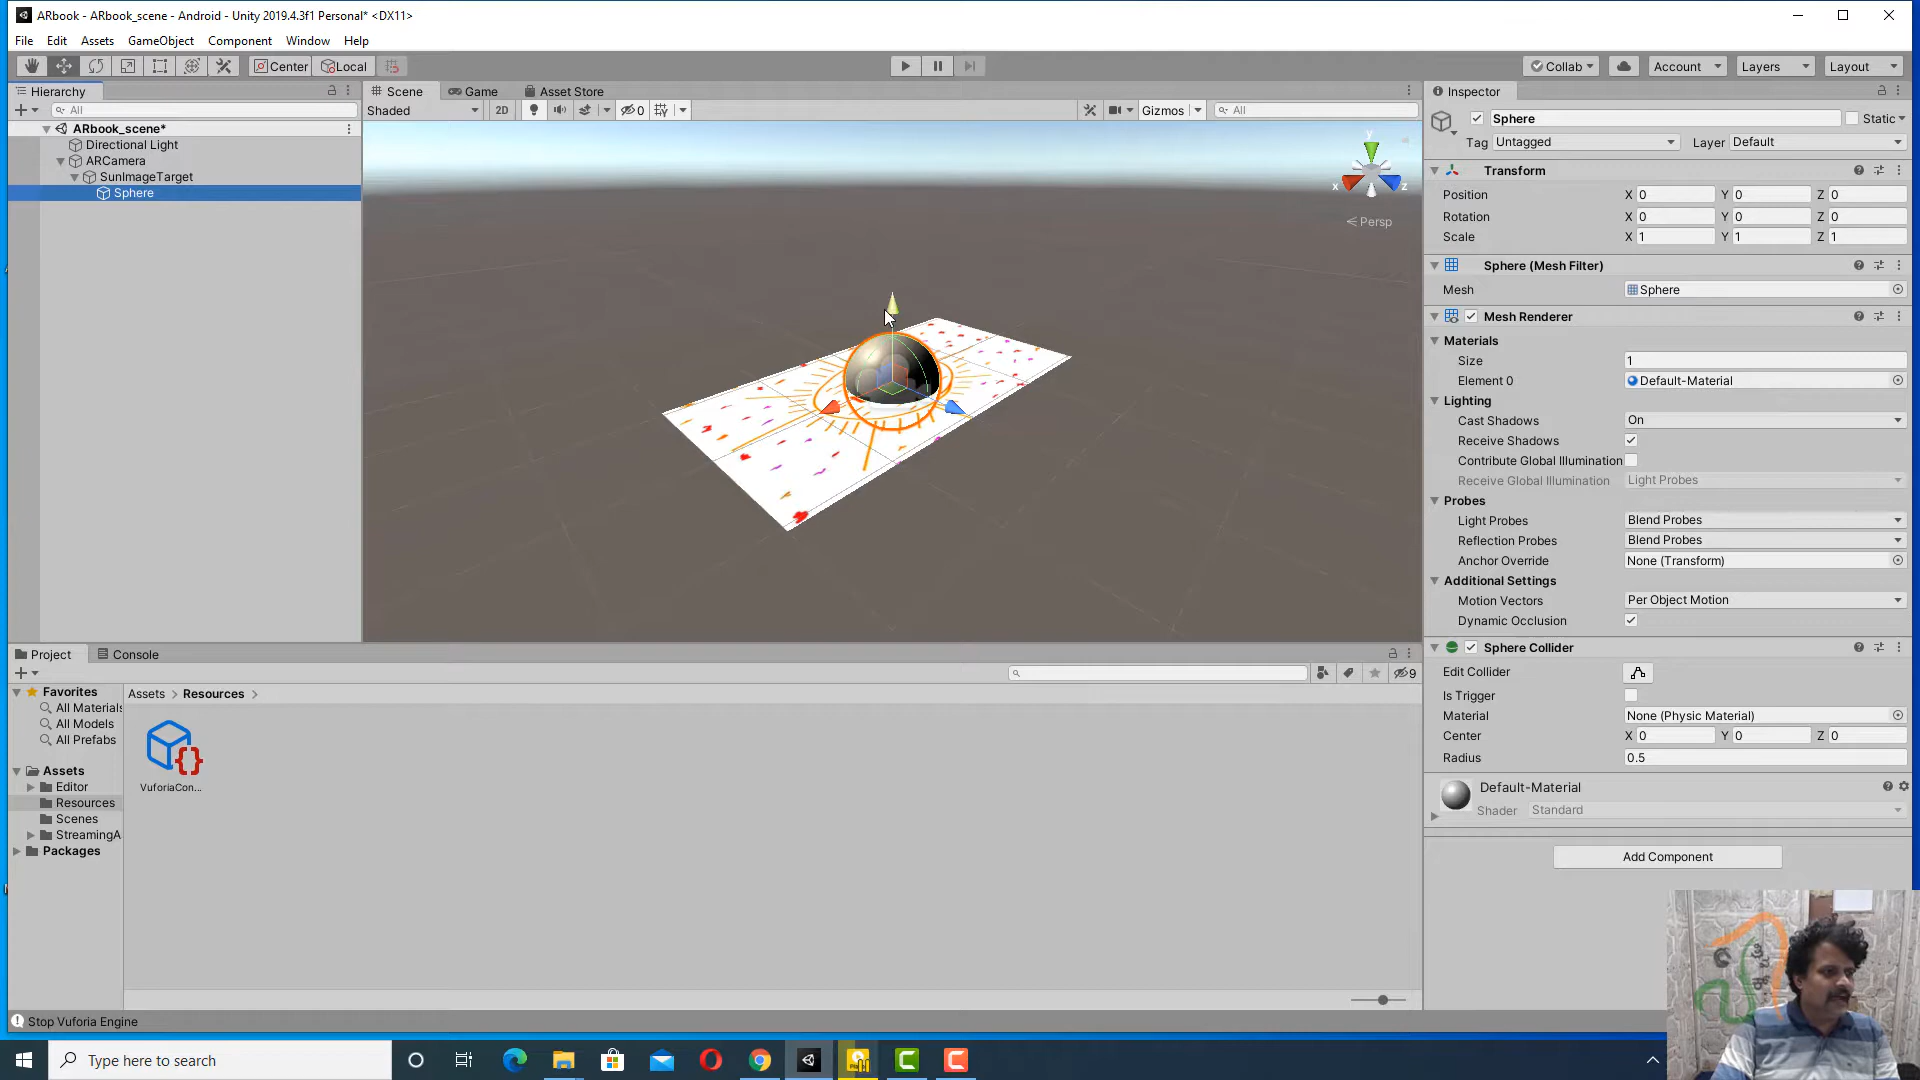 ARbook - ARbook_scene - Android - Unity 2019.4.3f1 Personal* <DX11>
File Edit Assets GameObject Component Window Help
Center Local Collab Account Layers Layout
Hierarchy
All
ARbook_scene*
Directional Light
ARCamera
SunImageTarget
Sphere
Scene Game Asset Store
Shaded 2D 0 Gizmos All
y
x z
Persp
Inspector
Sphere Static
Tag Untagged Layer Default
Transform
Position X 0 Y 0 Z 0
Rotation X 0 Y 0 Z 0
Scale X 1 Y 1 Z 1
Sphere (Mesh Filter)
Mesh Sphere
Mesh Renderer
Materials
Size 1
Element 0 Default-Material
Lighting
Cast Shadows On
Receive Shadows
Contribute Global Illumination
Receive Global Illumination Light Probes
Probes
Light Probes Blend Probes
Reflection Probes Blend Probes
Anchor Override None (Transform)
Additional Settings
Motion Vectors Per Object Motion
Dynamic Occlusion
Sphere Collider
Edit Collider
Is Trigger
Material None (Physic Material)
Center X 0 Y 0 Z 0
Radius 0.5
Default-Material
Shader Standard
Add Component
Project Console
9
Favorites
All Materials
All Models
All Prefabs
Assets
Editor
Resources
Scenes
StreamingA
Packages
Assets > Resources >
VuforiaCon...
Stop Vuforia Engine
Type here to search